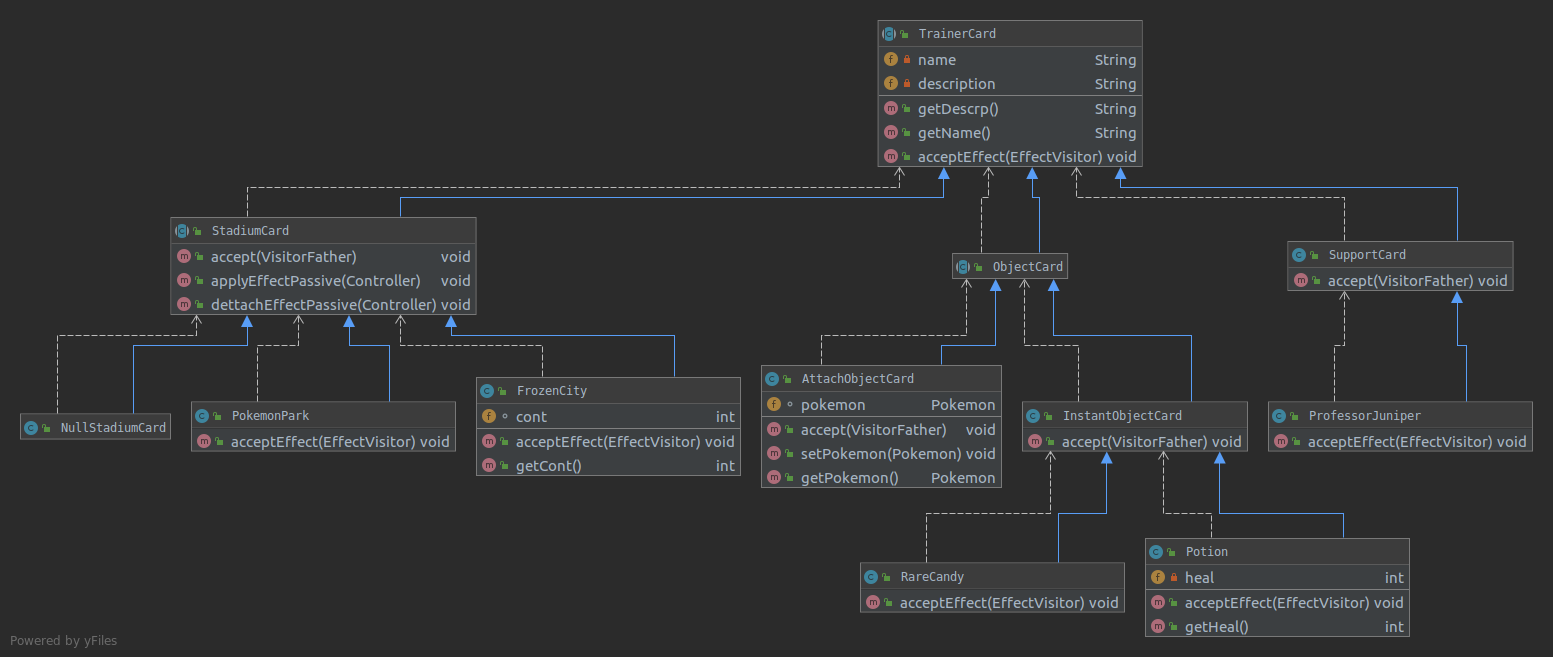 TrainerCard
name String
description String
getDescrp() String
getName() String
acceptEffect(EffectVisitor) void
StadiumCard
accept(VisitorFather) void
applyEffectPassive(Controller) void
dettachEffectPassive(Controller) void
ObjectCard
SupportCard
accept(VisitorFather) void
NullStadiumCard
PokemonPark
acceptEffect(EffectVisitor) void
FrozenCity
cont int
acceptEffect(EffectVisitor) void
getCont() int
AttachObjectCard
pokemon Pokemon
accept(VisitorFather) void
setPokemon(Pokemon) void
getPokemon() Pokemon
InstantObjectCard
accept(VisitorFather) void
ProfessorJuniper
acceptEffect(EffectVisitor) void
RareCandy
acceptEffect(EffectVisitor) void
Potion
heal int
acceptEffect(EffectVisitor) void
getHeal() int
Powered by yFiles